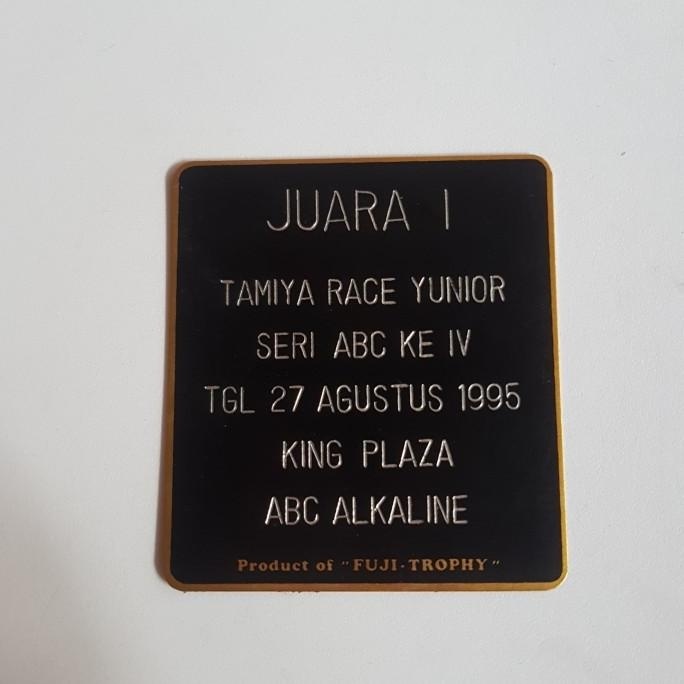 JUARA I
TAMIYA RACE YUNIOR
SERI ABC KE IV
TGL 27 AGUSTUS 1995
KING PLAZA
ABC ALKALINE
Product of "FUJI-TROPHY"